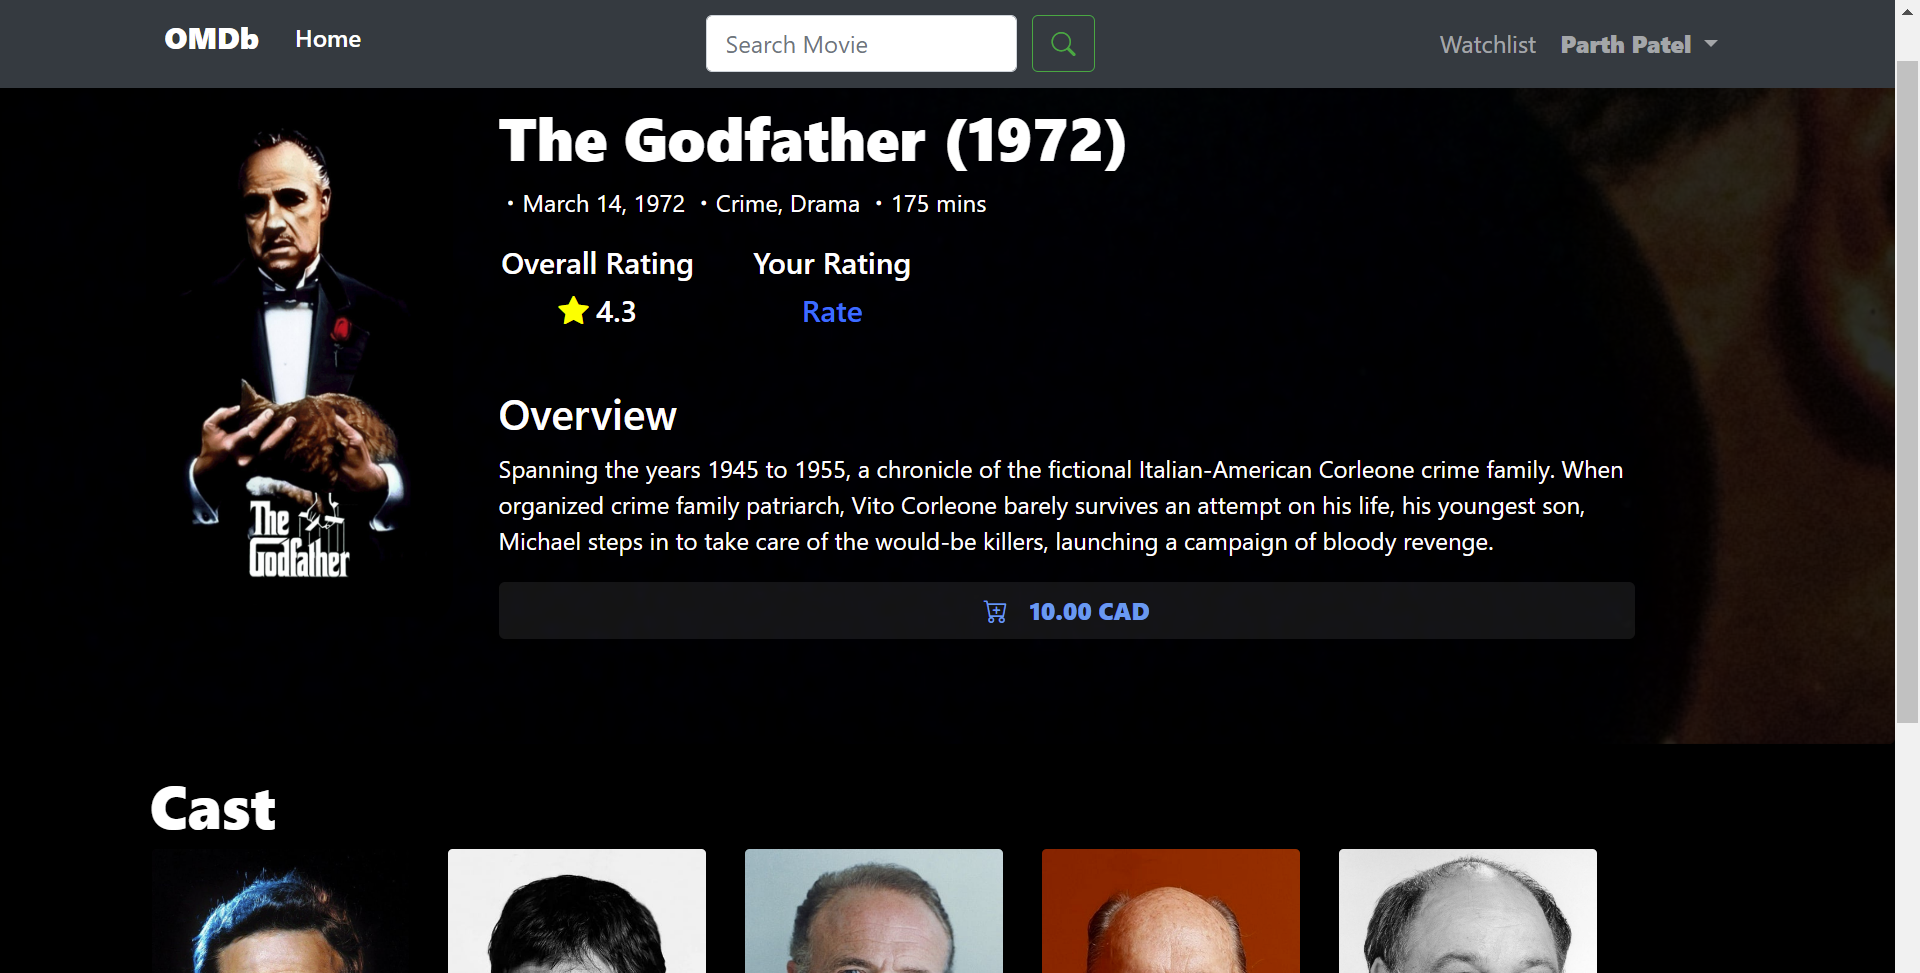 OMDb Home Search Movie Watchlist Parth Patel
The Godfather (1972)
• March 14, 1972 • Crime, Drama • 175 mins
Overall Rating Your Rating
4.3 Rate
Overview
Spanning the years 1945 to 1955, a chronicle of the fictional Italian-American Corleone crime family. When
organized crime family patriarch, Vito Corleone barely survives an attempt on his life, his youngest son,
Michael steps in to take care of the would-be killers, launching a campaign of bloody revenge.
The
Godfather
10.00 CAD
Cast